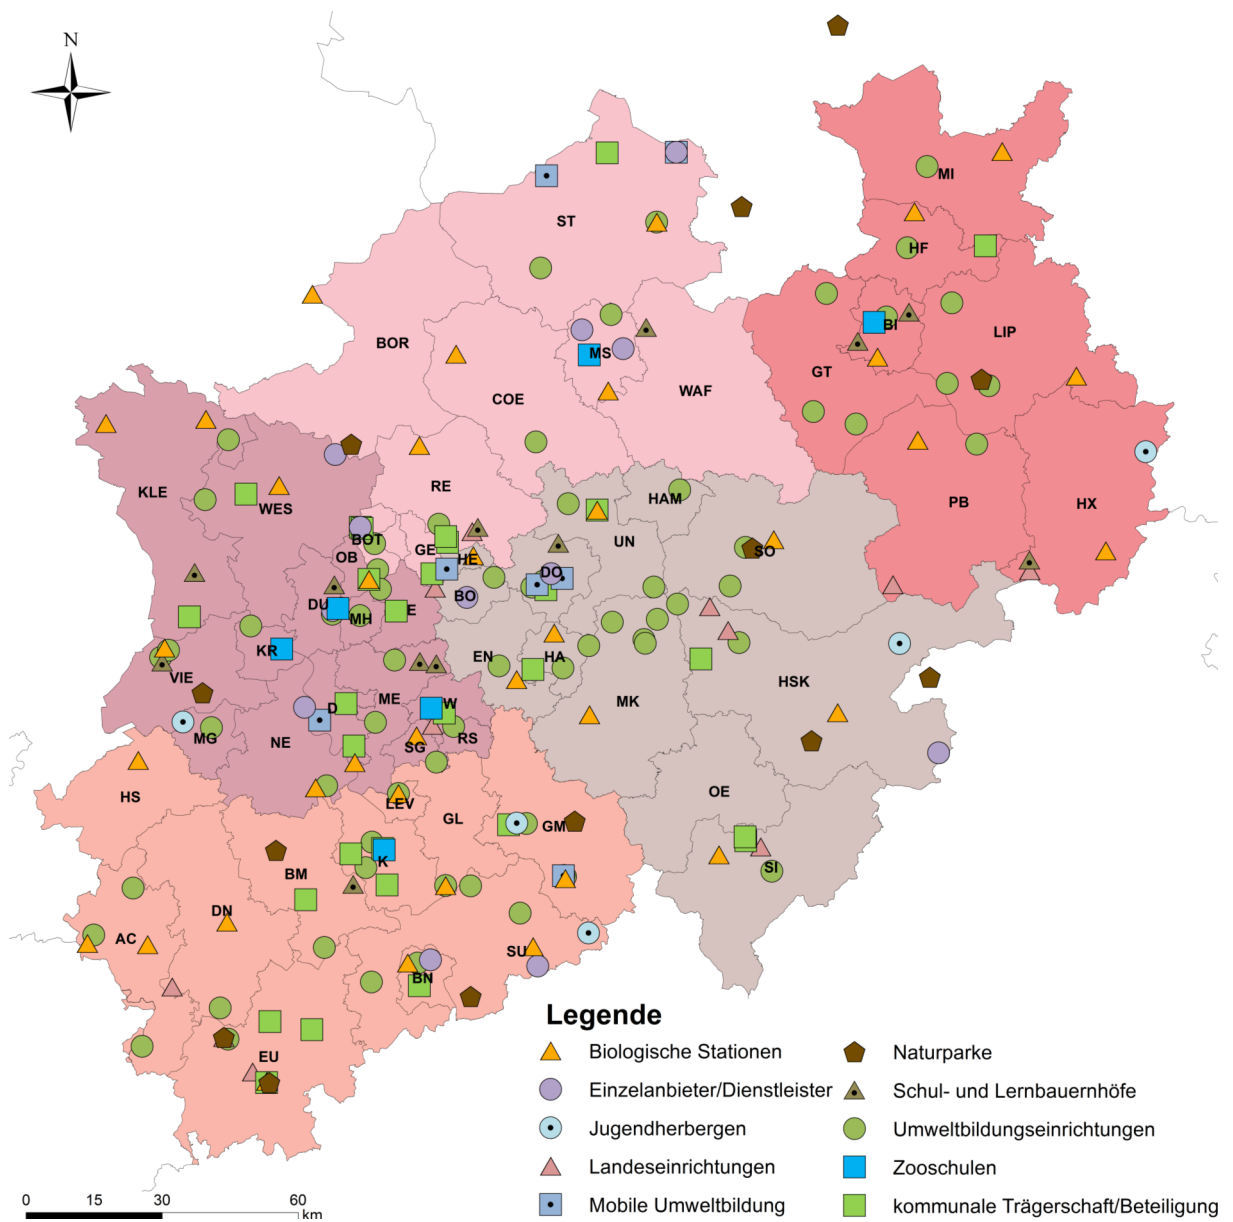 N
MI
ST
HF
BI
LIP
BOR
MS
GT
COE
WAF
RE
KLE
WES
HAM
PB
HX
BOT
UN
GE
OB
HE
SO
DO
DU
MH
E
BO
KR
EN
HA
VIE
HSK
ME
MK
D
W
MG
NE
SG
RS
HS
OE
LEV
GL
GM
K
BM
SI
DN
AC
SU
BN
EU
Legende
Biologische Stationen
Einzelanbieter/Dienstleister
Jugendherbergen
Landeseinrichtungen
Mobile Umweltbildung
Naturparke
Schul- und Lernbauernhöfe
Umweltbildungseinrichtungen
Zooschulen
kommunale Trägerschaft/Beteiligung
0 15 30 60
km